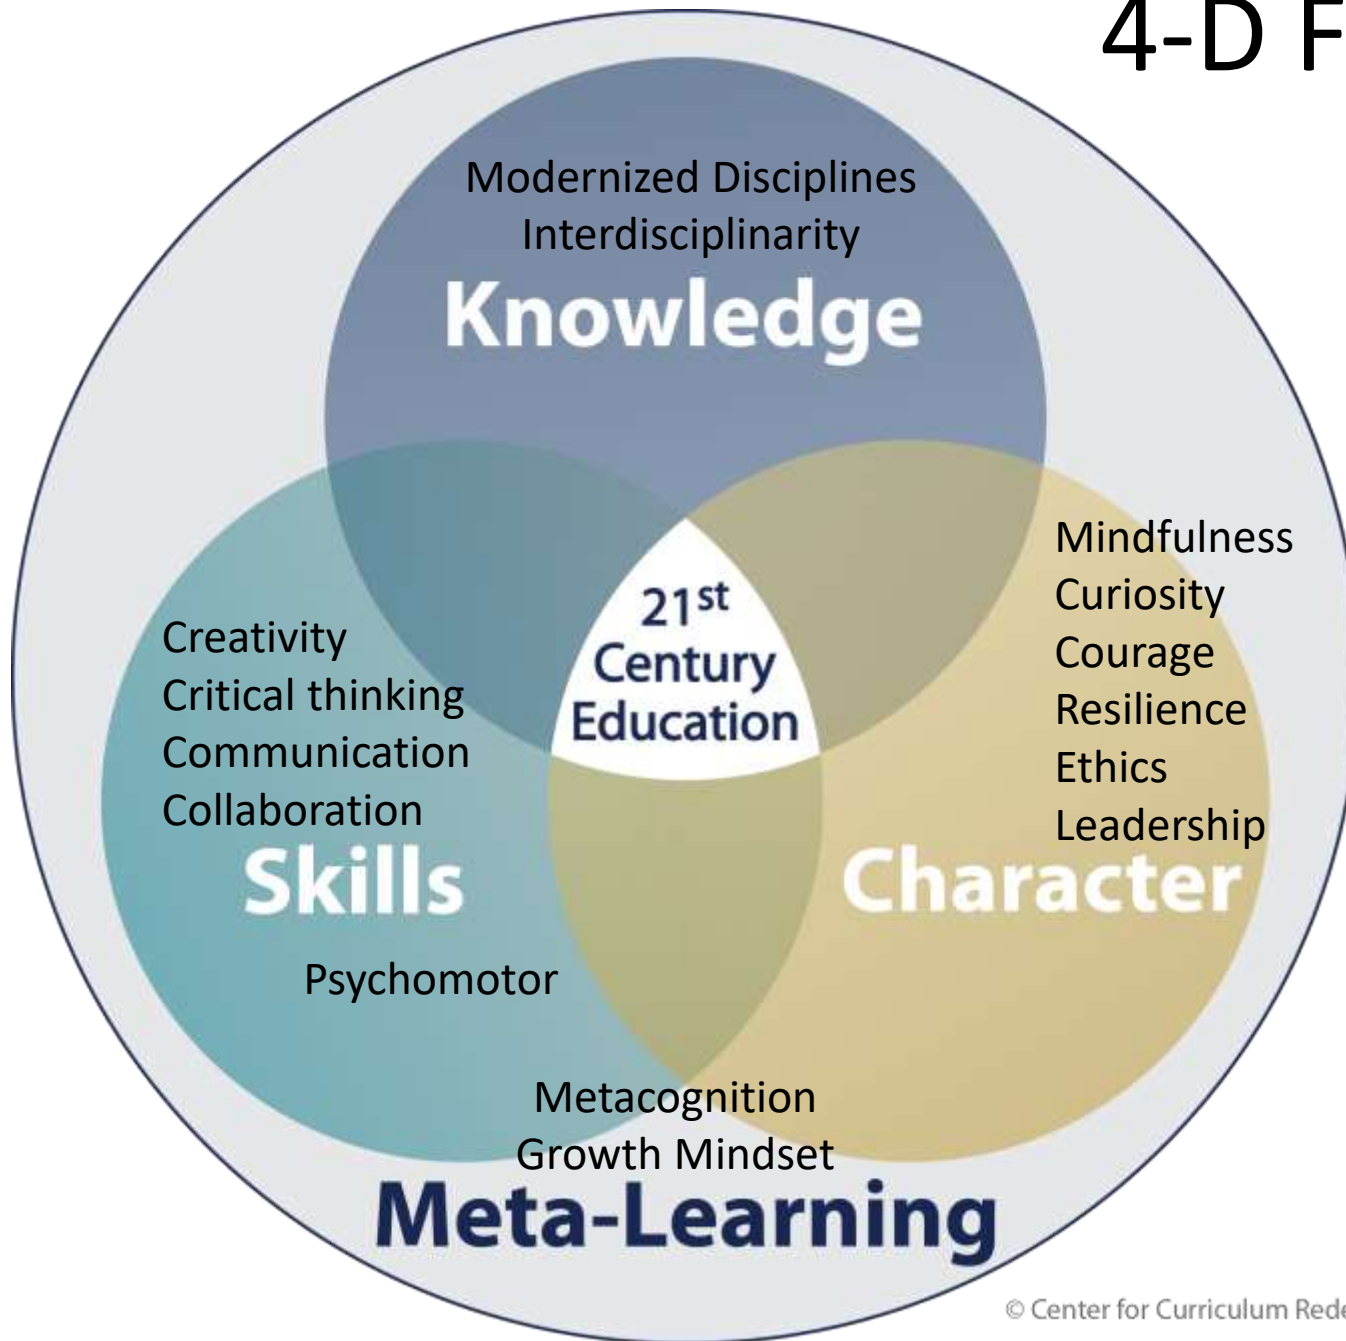 4-D F
Modernized Disciplines
Interdisciplinarity
Knowledge
Mindfulness
Curiosity
Courage
Resilience
Ethics
Leadership
Character
21st
Century
Education
Creativity
Critical thinking
Communication
Collaboration
Skills
Psychomotor
Metacognition
Growth Mindset
Meta-Learning
© Center for Curriculum Rede